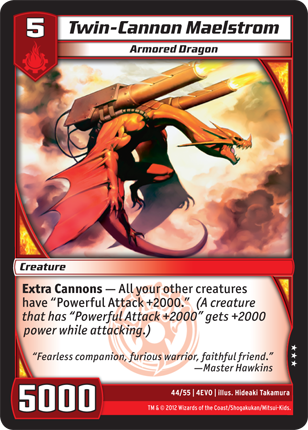 5
Twin-Cannon Maelstrom
Armored Dragon
Creature
Extra Cannons — All your other creatures
have “Powerful Attack +2000.” (A creature
that has “Powerful Attack +2000” gets +2000
power while attacking.)
“Fearless companion, furious warrior, faithful friend.”
—Master Hawkins
5000
44/55 | 4EVO | illus. Hideaki Takamura
TM & © 2012 Wizards of the Coast/Shogakukan/Mitsui-Kids.